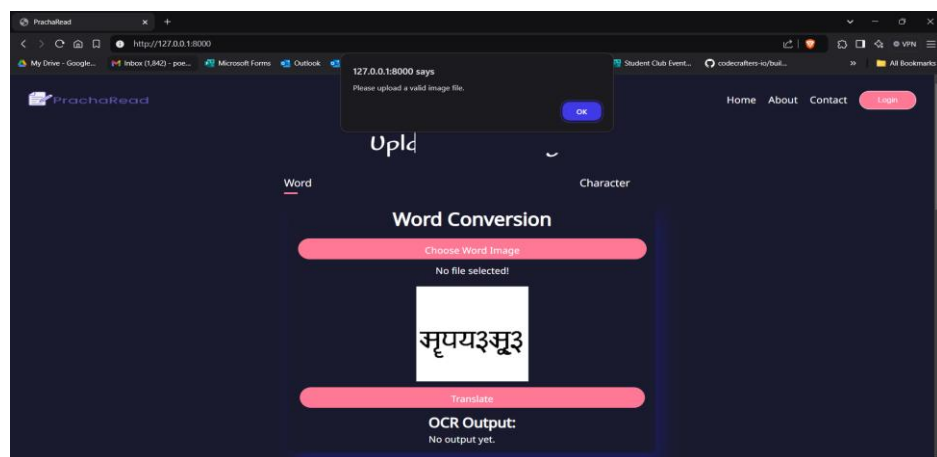 PrachaRead
http://127.0.0.1:8000
VPN
My Drive - Google...
Inbox (1,842) - poe...
Microsoft Forms
Outlook
Student Club Event...
codecrafters-io/buil...
All Bookmarks
127.0.0.1:8000 says
Please upload a valid image file.
OK
PrachaRead
Home About Contact Login
Word Character
Word Conversion
Choose Word Image
No file selected!
Translate
OCR Output:
No output yet.